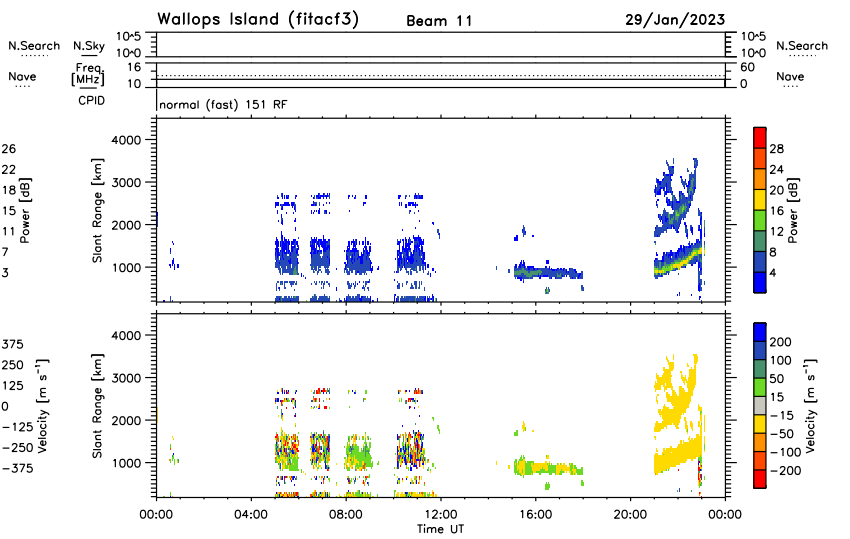 Wallops Island (fitacf3) Beam 11 29/Jan/2023
N.Search N.Sky 10^5 10^5 N.Search
10^0 10^0
Nave Freq. 16 60 Nave
[MHz] 10 0
CPID normal (fast) 151 RF
Slant Range [km]
4000
3000
2000
1000
26
22
18
15
11
7
3
Power [dB]
28
24
20
16
12
8
4
Power [dB]
Slant Range [km]
4000
3000
2000
1000
375
250
125
0
-125
-250
-375
Velocity [m s⁻¹]
200
100
50
15
-15
-50
-100
-200
Velocity [m s⁻¹]
00:00 04:00 08:00 12:00 16:00 20:00 00:00
Time UT